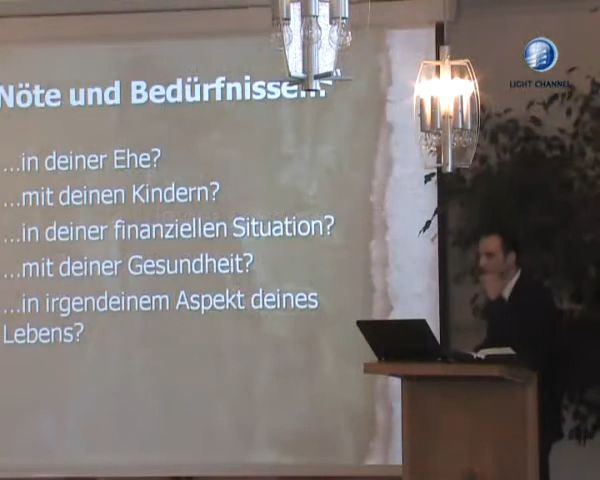 Nöte und Bedürfnisse...
...in deiner Ehe?
...mit deinen Kindern?
...in deiner finanziellen Situation?
...mit deiner Gesundheit?
...in irgendeinem Aspekt deines
Lebens?
LIGHT CHANNEL